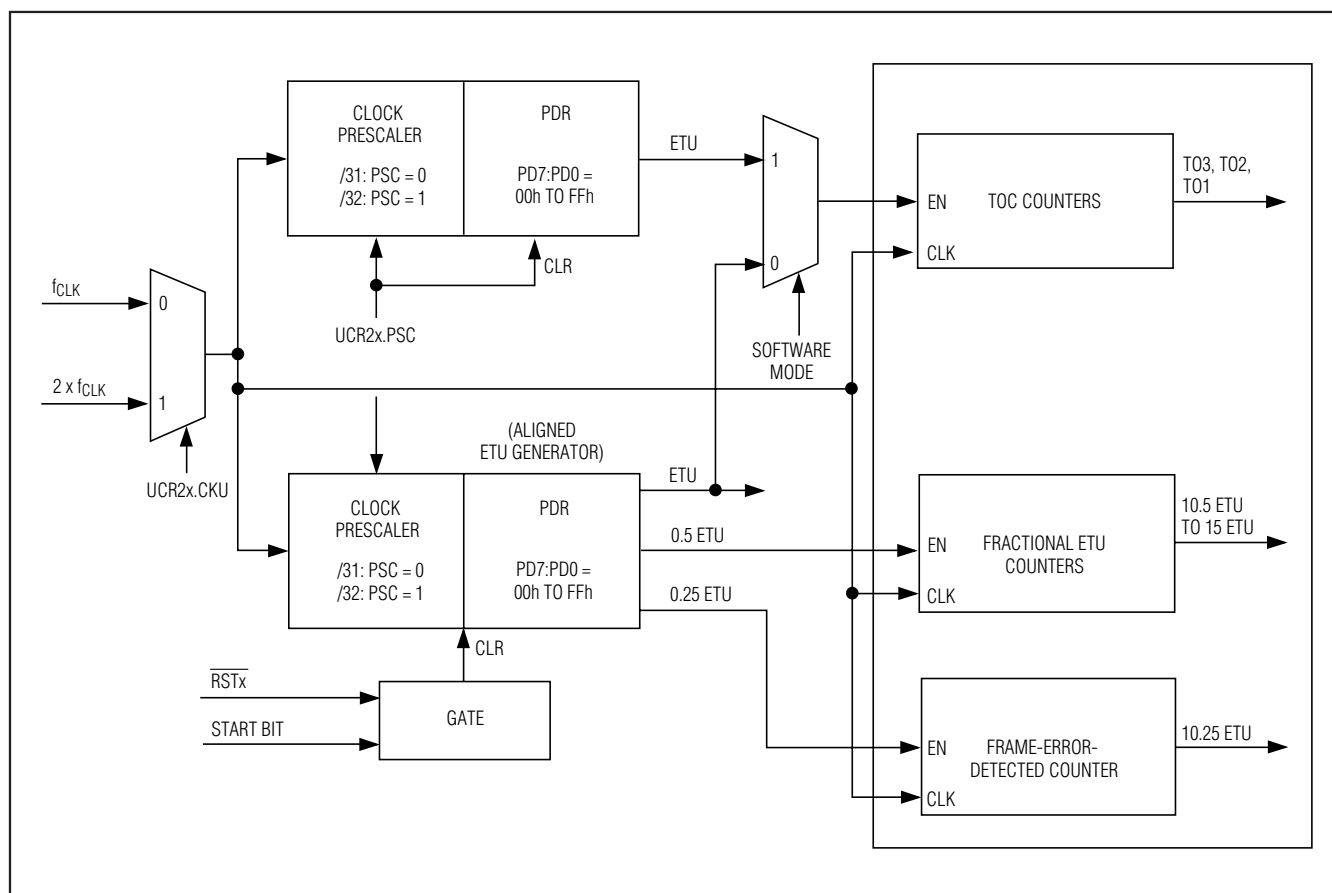 CLOCK
PRESCALER
/31: PSC = 0
/32: PSC = 1
PDR
PD7:PD0 =
00h TO FFh
ETU
1
0
SOFTWARE
MODE
CLR
UCR2x.PSC
fCLK
0
2 x fCLK
1
UCR2x.CKU
EN
TOC COUNTERS
CLK
TO3, TO2,
TO1
(ALIGNED
ETU GENERATOR)
CLOCK
PRESCALER
/31: PSC = 0
/32: PSC = 1
PDR
PD7:PD0 =
00h TO FFh
ETU
0.5 ETU
0.25 ETU
CLR
RSTx
START BIT
GATE
EN
FRACTIONAL ETU
COUNTERS
CLK
10.5 ETU
TO 15 ETU
EN
FRAME-ERROR-
DETECTED COUNTER
CLK
10.25 ETU